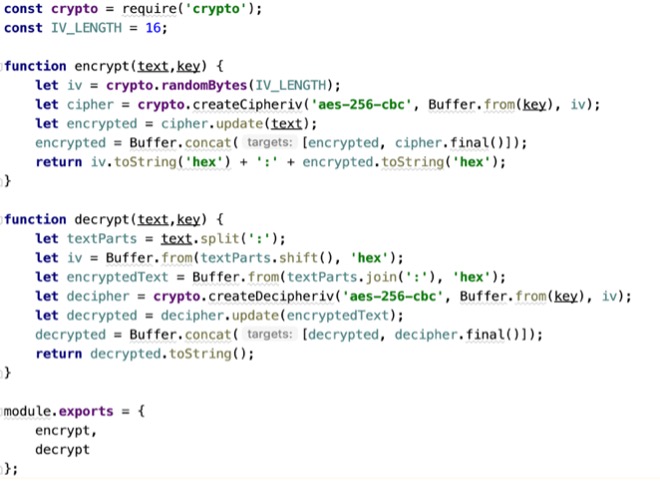 const crypto = require('crypto');
const IV_LENGTH = 16;
function encrypt(text,key) {
let iv = crypto.randomBytes(IV_LENGTH);
let cipher = crypto.createCipheriv('aes-256-cbc', Buffer.from(key), iv);
let encrypted = cipher.update(text);
encrypted = Buffer.concat( targets: [encrypted, cipher.final()]);
return iv.toString('hex') + ':' + encrypted.toString('hex');
}
function decrypt(text,key) {
let textParts = text.split(':');
let iv = Buffer.from(textParts.shift(), 'hex');
let encryptedText = Buffer.from(textParts.join(':'), 'hex');
let decipher = crypto.createDecipheriv('aes-256-cbc', Buffer.from(key), iv);
let decrypted = decipher.update(encryptedText);
decrypted = Buffer.concat( targets: [decrypted, decipher.final()]);
return decrypted.toString();
}
module.exports = {
encrypt,
decrypt
};